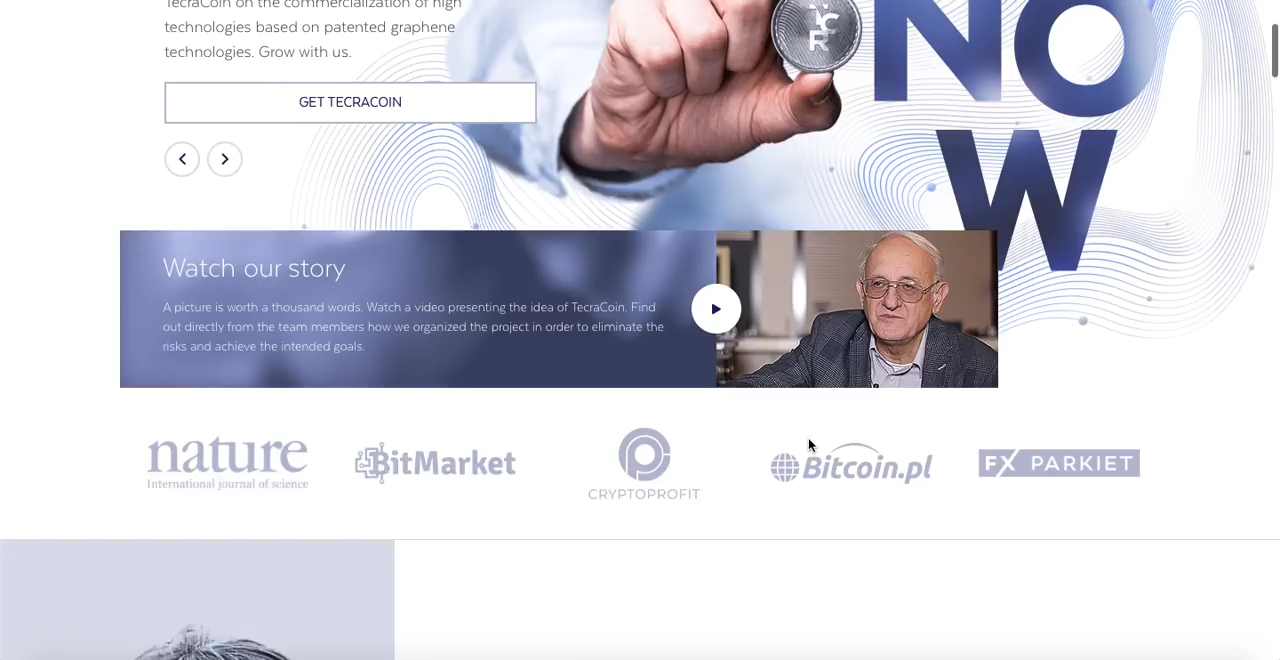 TecraCoin on the commercialization of high
technologies based on patented graphene
technologies. Grow with us.
GET TECRACOIN
TCR
NO
W
Watch our story
A picture is worth a thousand words. Watch a video presenting the idea of TecraCoin. Find
out directly from the team members how we organized the project in order to eliminate the
risks and achieve the intended goals.
nature
International journal of science
BitMarket
CRYPTOPROFIT
Bitcoin.pl
FX PARKIET